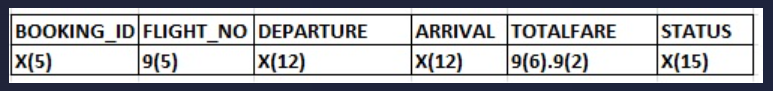 BOOKING_ID FLIGHT_NO DEPARTURE ARRIVAL TOTALFARE STATUS
X(5) 9(5) X(12) X(12) 9(6).9(2) X(15)